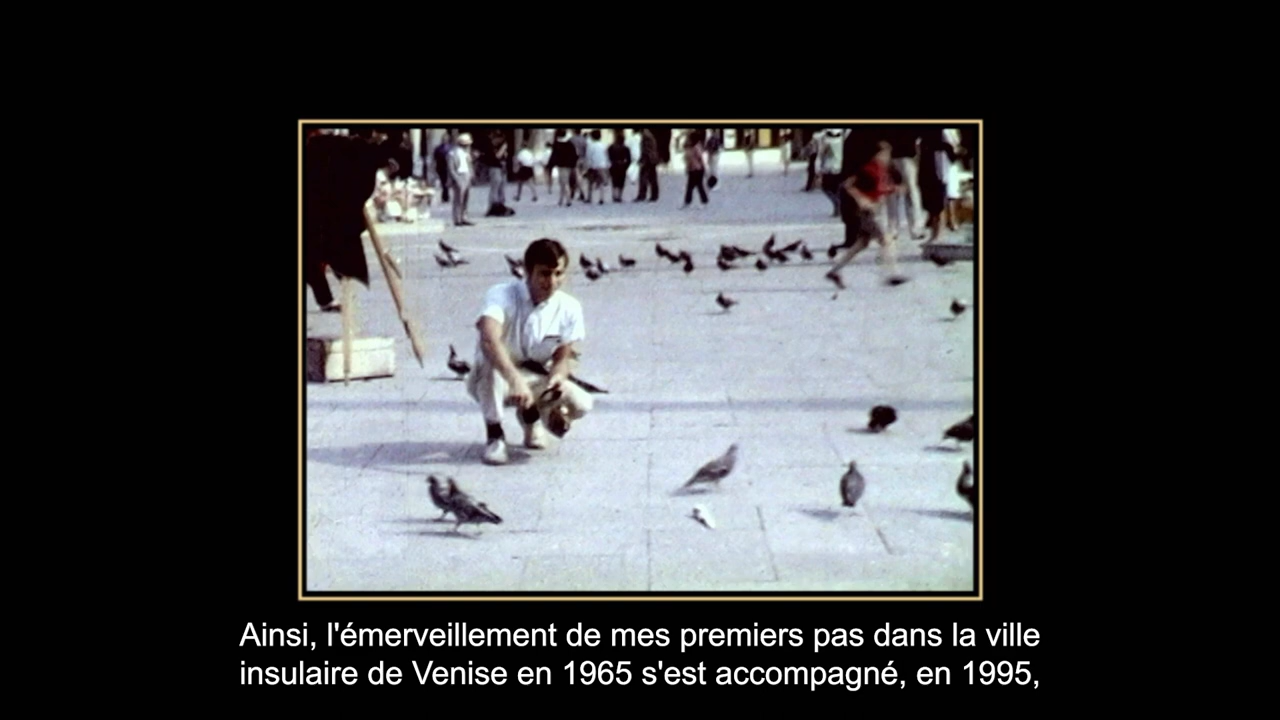 Ainsi, l'émerveillement de mes premiers pas dans la ville
insulaire de Venise en 1965 s'est accompagné, en 1995,